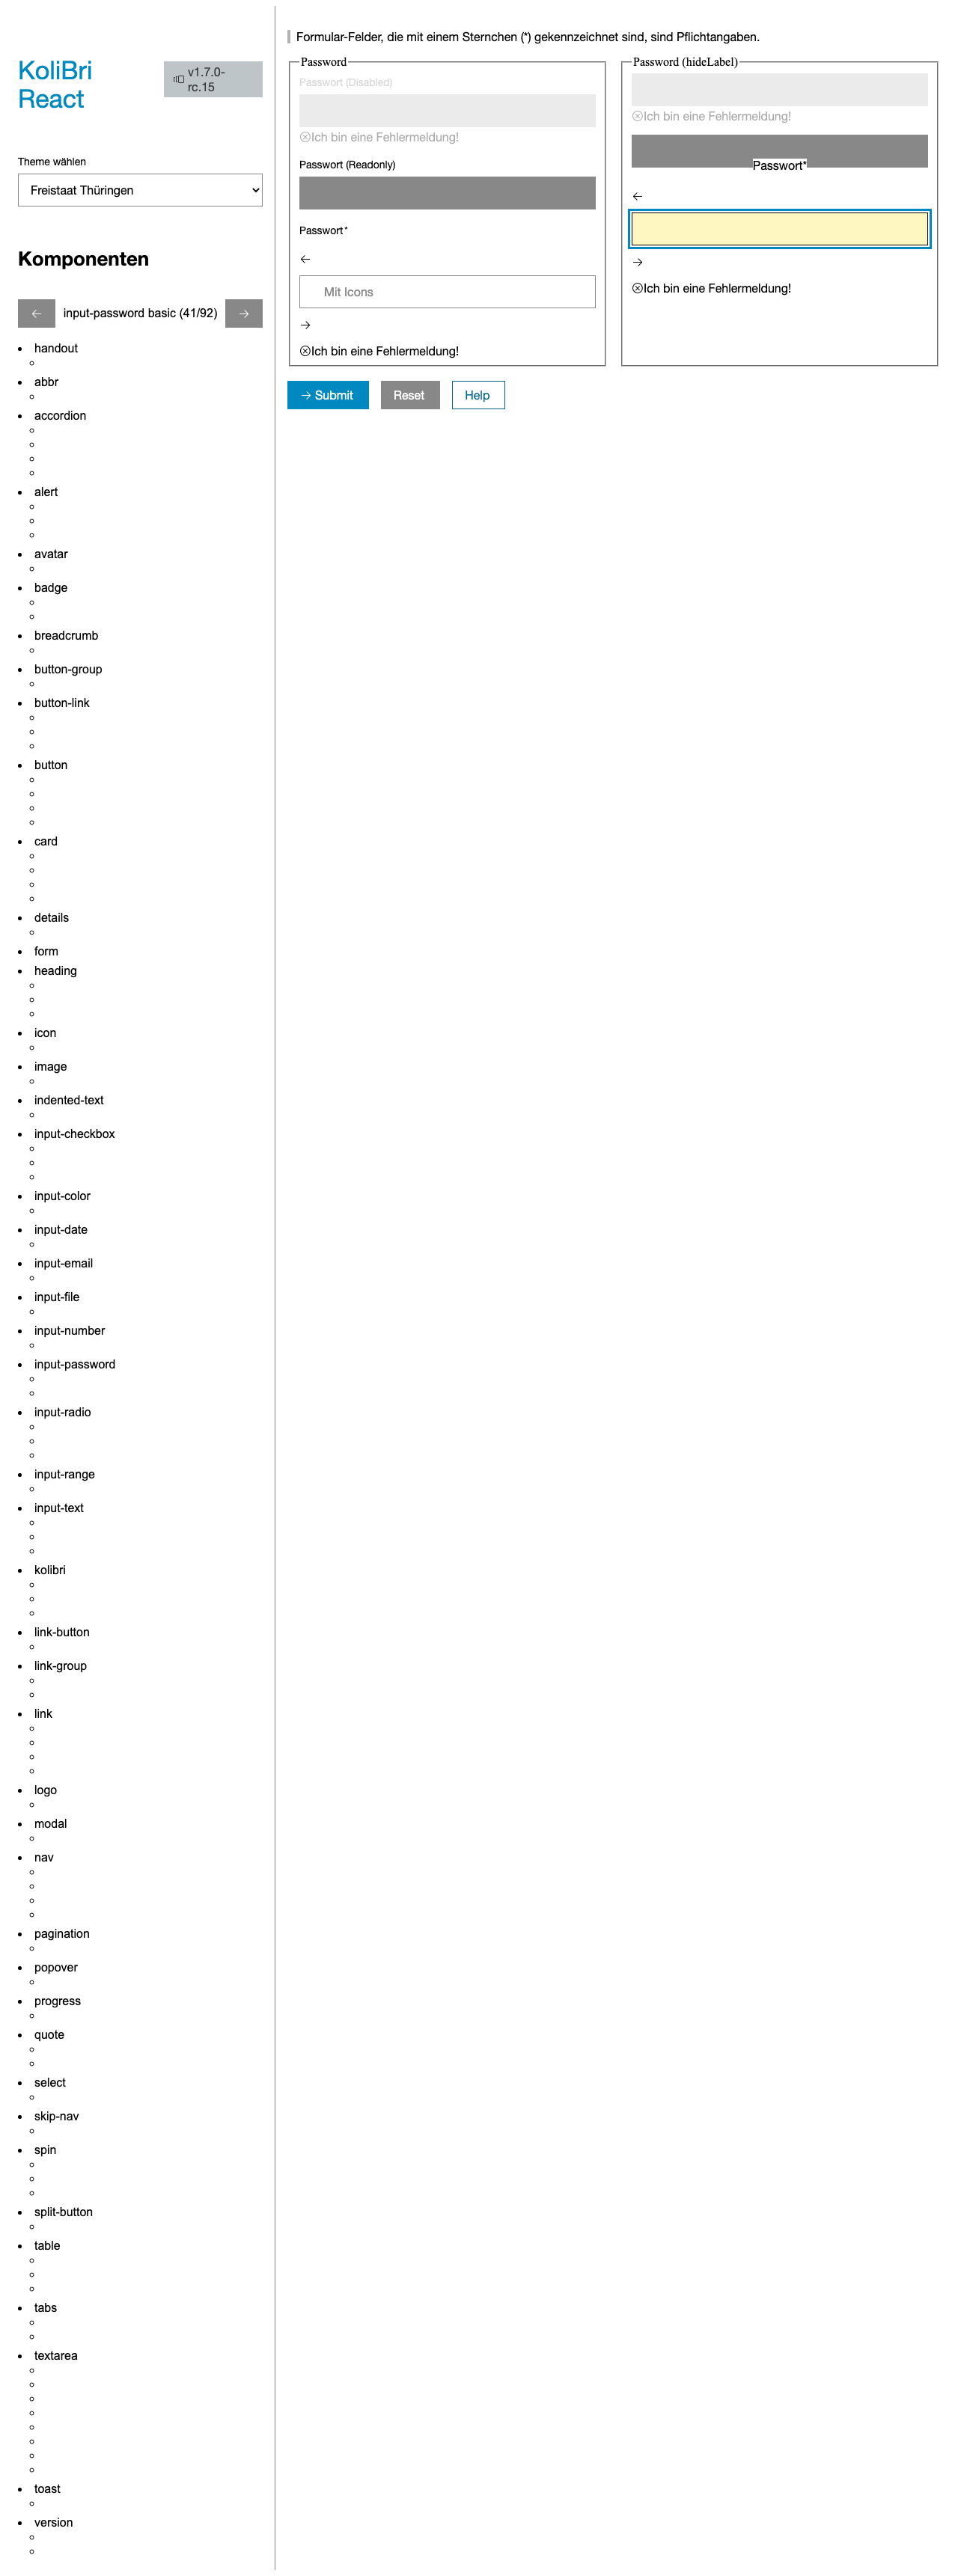 KoliBri
React
v1.7.0-
rc.15
Theme wählen
Freistaat Thüringen
Komponenten
← input-password basic (41/92) →
handout
abbr
accordion
alert
avatar
badge
breadcrumb
button-group
button-link
button
card
details
form
heading
icon
image
indented-text
input-checkbox
input-color
input-date
input-email
input-file
input-number
input-password
input-radio
input-range
input-text
kolibri
link-button
link-group
link
logo
modal
nav
pagination
popover
progress
quote
select
skip-nav
spin
split-button
table
tabs
textarea
toast
version
Formular-Felder, die mit einem Sternchen (*) gekennzeichnet sind, sind Pflichtangaben.
Password
Passwort (Disabled)
Ich bin eine Fehlermeldung!
Passwort (Readonly)
Passwort*
←
Mit Icons
→
Ich bin eine Fehlermeldung!
Password (hideLabel)
Ich bin eine Fehlermeldung!
Passwort*
←
→
Ich bin eine Fehlermeldung!
→ Submit
Reset
Help